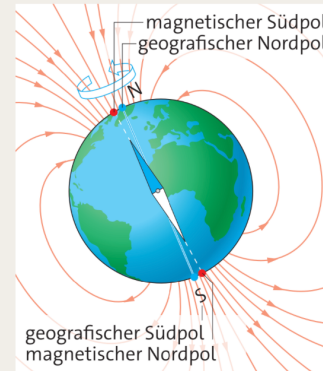 magnetischer Südpol
geografischer Nordpol
N
S
geografischer Südpol
magnetischer Nordpol